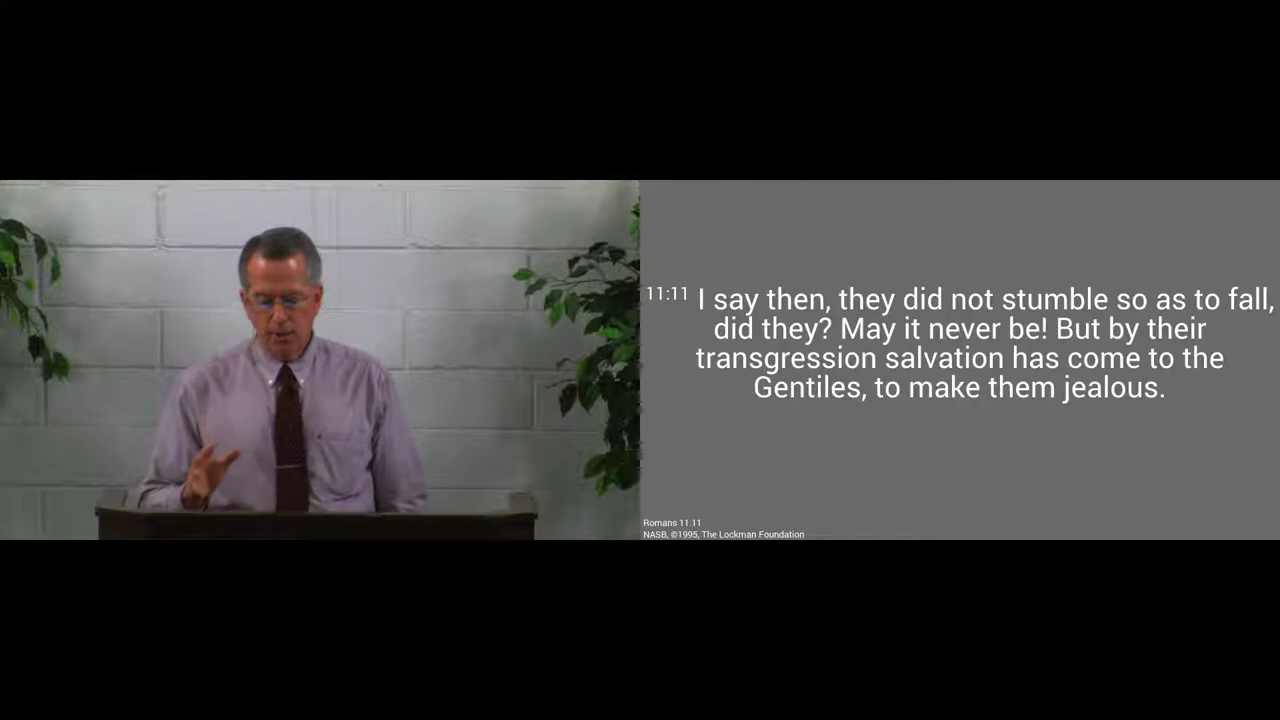 11:11 I say then, they did not stumble so as to fall,
did they? May it never be! But by their
transgression salvation has come to the
Gentiles, to make them jealous.
Romans 11:11
NASB, ©1995, The Lockman Foundation